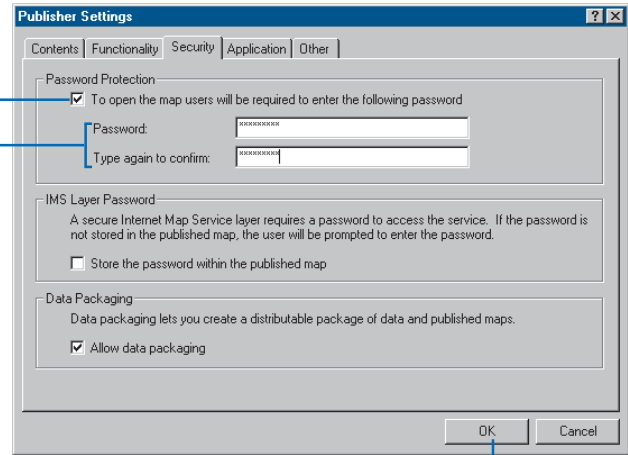 Publisher Settings
Contents Functionality Security Application Other
Password Protection
To open the map users will be required to enter the following password
Password: *********
Type again to confirm: *********
IMS Layer Password
A secure Internet Map Service layer requires a password to access the service. If the password is
not stored in the published map, the user will be prompted to enter the password.
Store the password within the published map
Data Packaging
Data packaging lets you create a distributable package of data and published maps.
Allow data packaging
OK Cancel